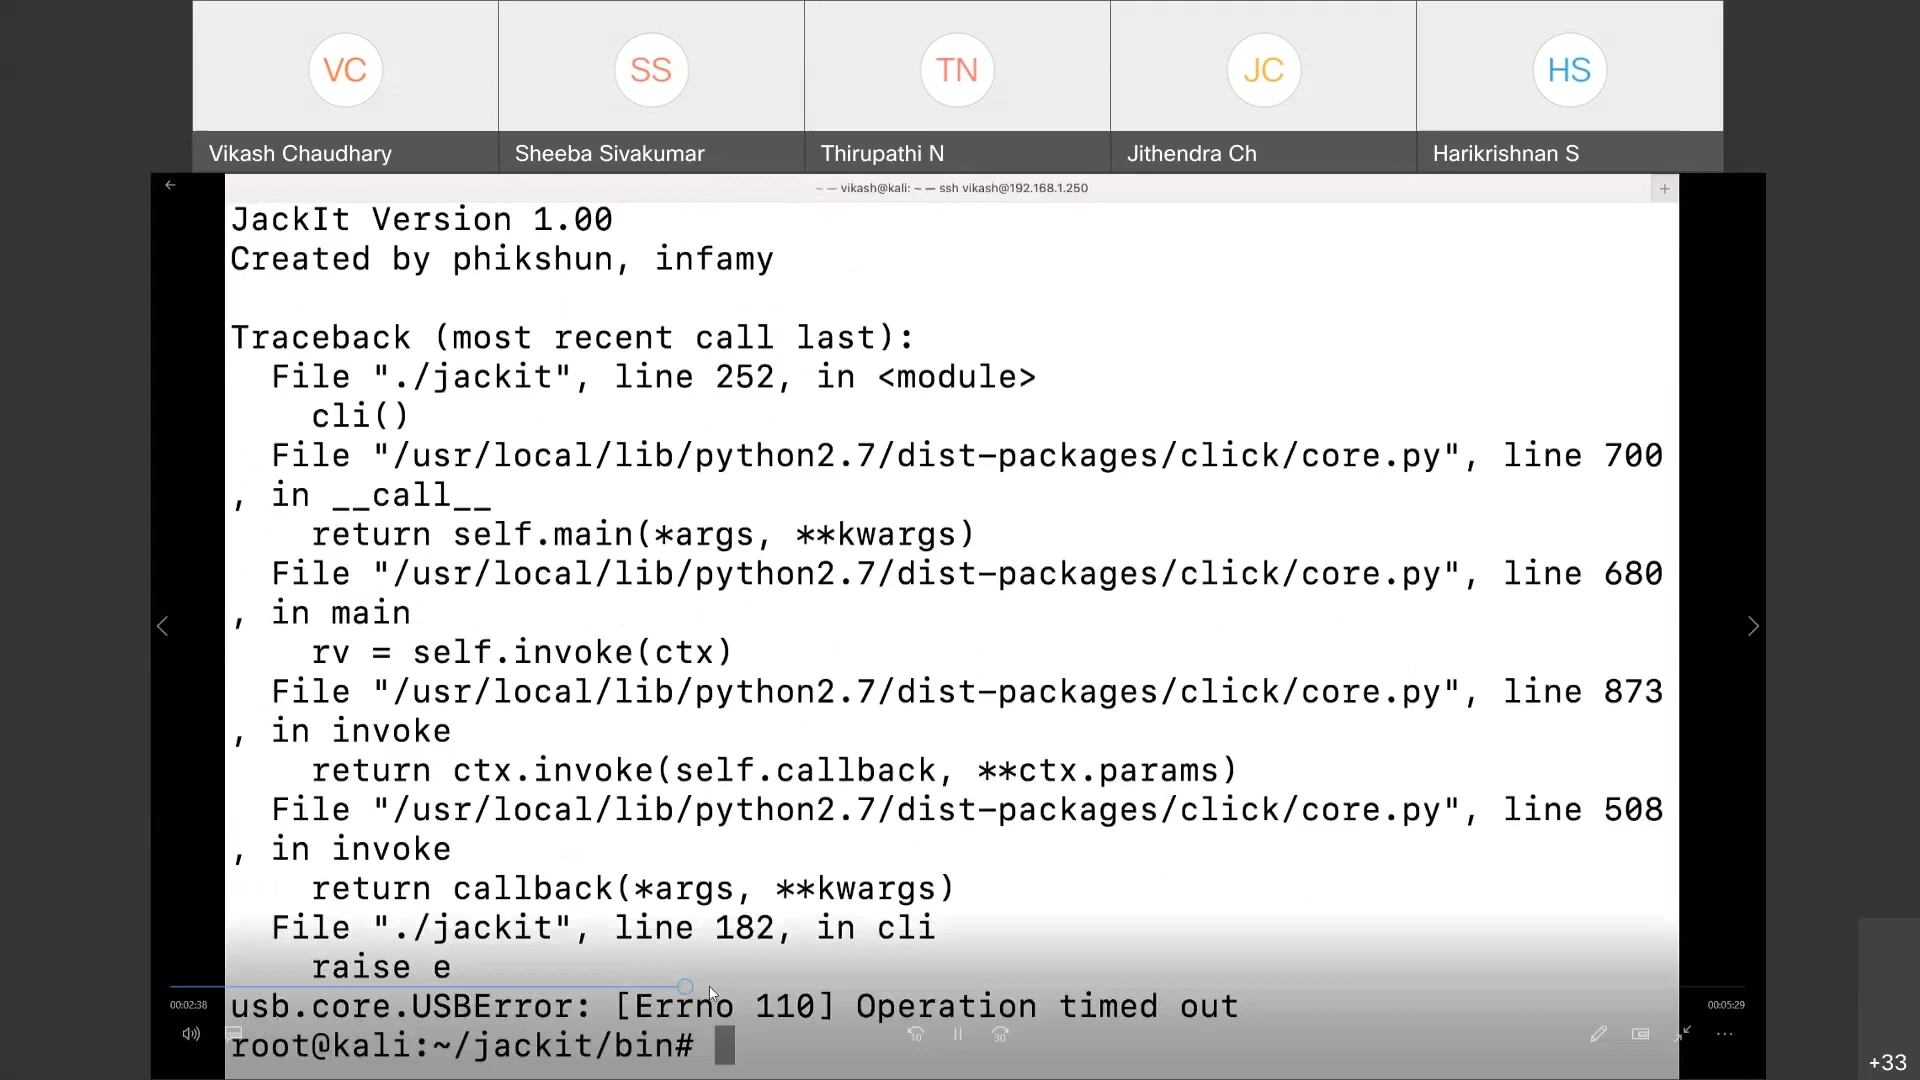 VC
SS
TN
JC
HS
Vikash Chaudhary
Sheeba Sivakumar
Thirupathi N
Jithendra Ch
Harikrishnan S
~ — vikash@kali: ~ — ssh vikash@192.168.1.250
JackIt Version 1.00
Created by phikshun, infamy
Traceback (most recent call last):
File "./jackit", line 252, in <module>
cli()
File "/usr/local/lib/python2.7/dist-packages/click/core.py", line 700
, in __call__
return self.main(*args, **kwargs)
File "/usr/local/lib/python2.7/dist-packages/click/core.py", line 680
, in main
rv = self.invoke(ctx)
File "/usr/local/lib/python2.7/dist-packages/click/core.py", line 873
, in invoke
return ctx.invoke(self.callback, **ctx.params)
File "/usr/local/lib/python2.7/dist-packages/click/core.py", line 508
, in invoke
return callback(*args, **kwargs)
File "./jackit", line 182, in cli
raise e
usb.core.USBError: [Errno 110] Operation timed out
root@kali:~/jackit/bin#
00:02:38
00:05:29
10
30
+33